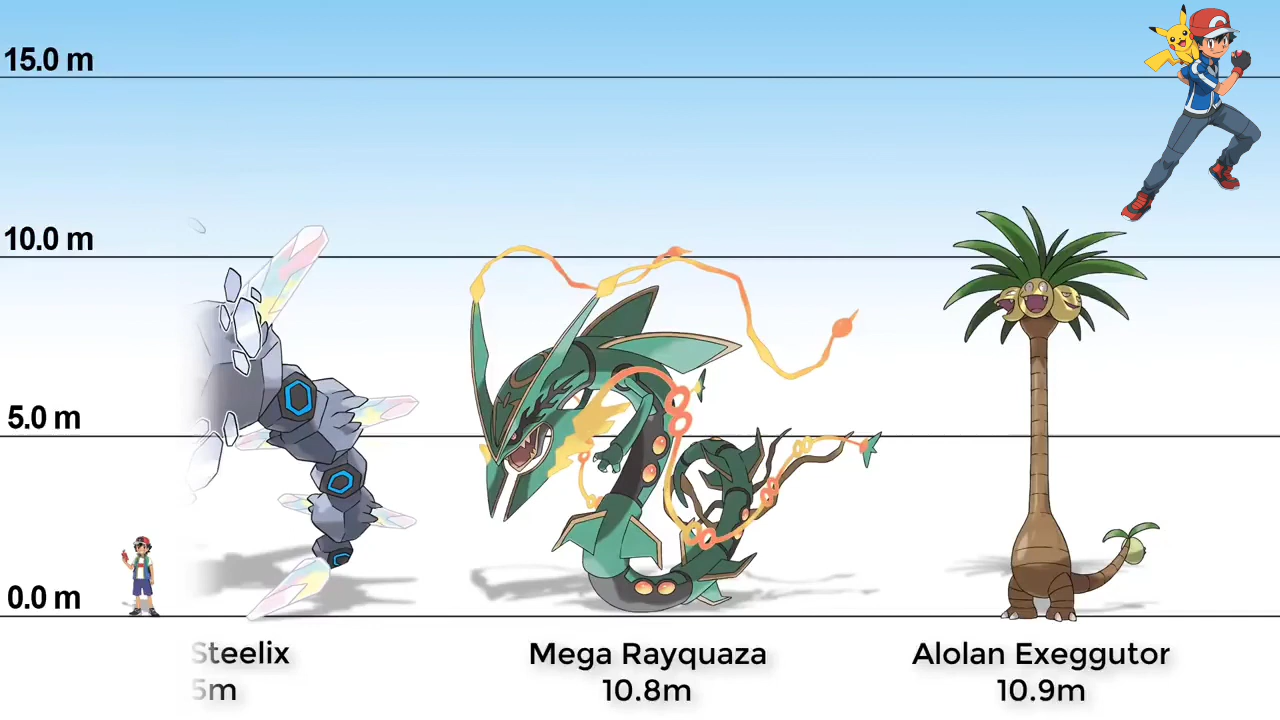 15.0 m
10.0 m
5.0 m
0.0 m
Steelix
5m
Mega Rayquaza
10.8m
Alolan Exeggutor
10.9m